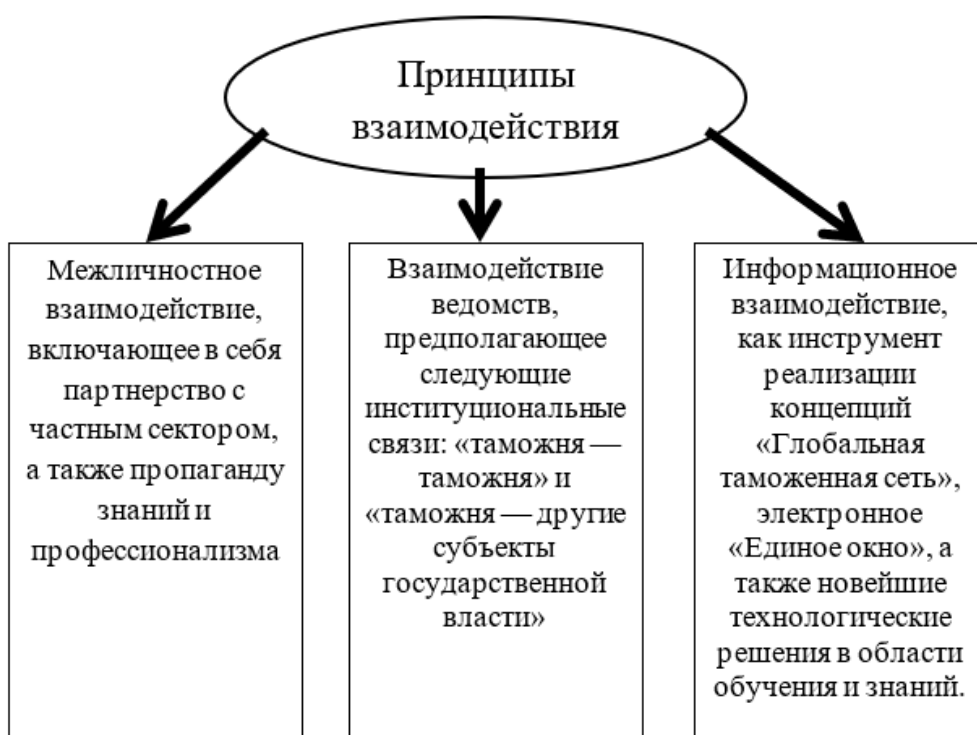 Принципы
взаимодействия
Межличностное
взаимодействие,
включающее в себя
партнерство с
частным сектором,
а также пропаганду
знаний и
профессионализма
Взаимодействие
ведомств,
предполагающее
следующие
институциональные
связи: «таможня —
таможня» и
«таможня — другие
субъекты
государственной
власти»
Информационное
взаимодействие,
как инструмент
реализации
концепций
«Глобальная
таможенная сеть»,
электронное
«Единое окно», а
также новейшие
технологические
решения в области
обучения и знаний.